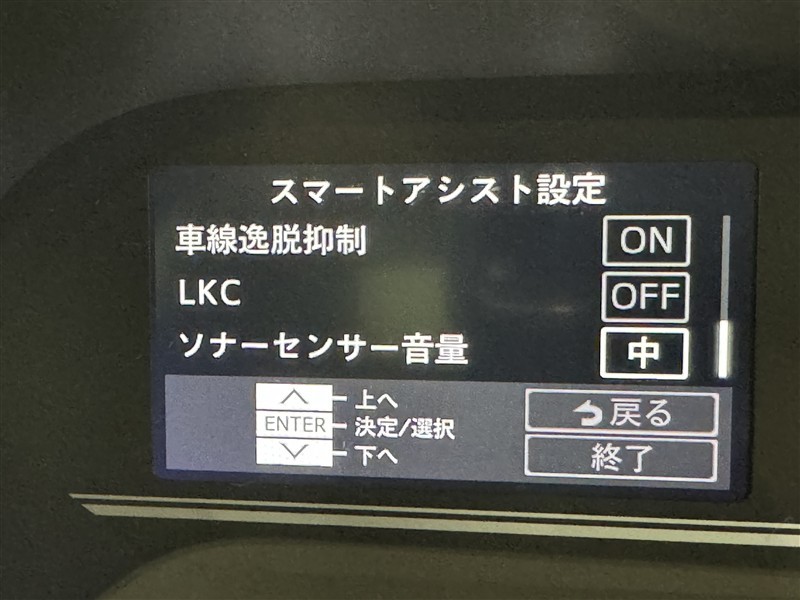 スマートアシスト設定
車線逸脱抑制 ON
LKC OFF
ソナーセンサー音量 中
上へ
ENTER 決定/選択
下へ
戻る
終了